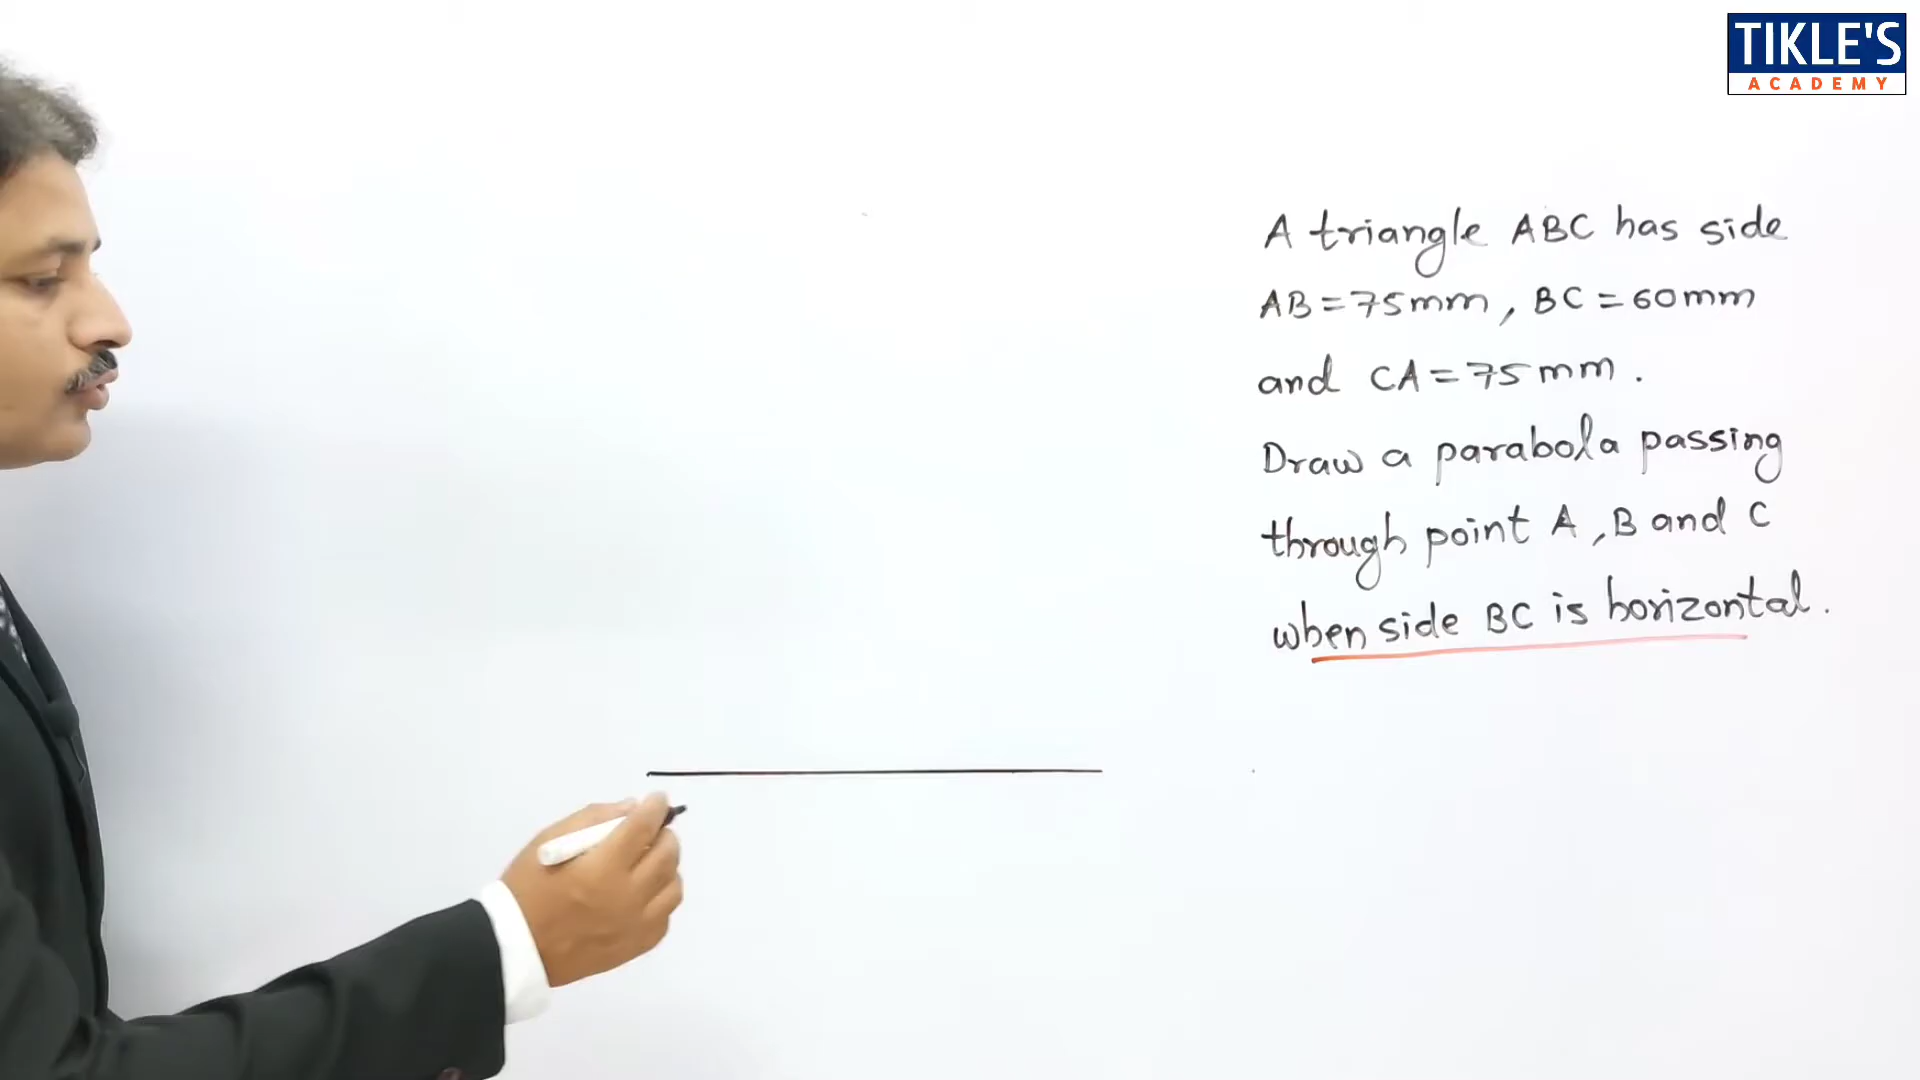 TIKLE'S
ACADEMY
A triangle ABC has side
AB = 75mm, BC = 60mm
and CA = 75mm.
Draw a parabola passing
through point A, B and C
when side BC is horizontal.